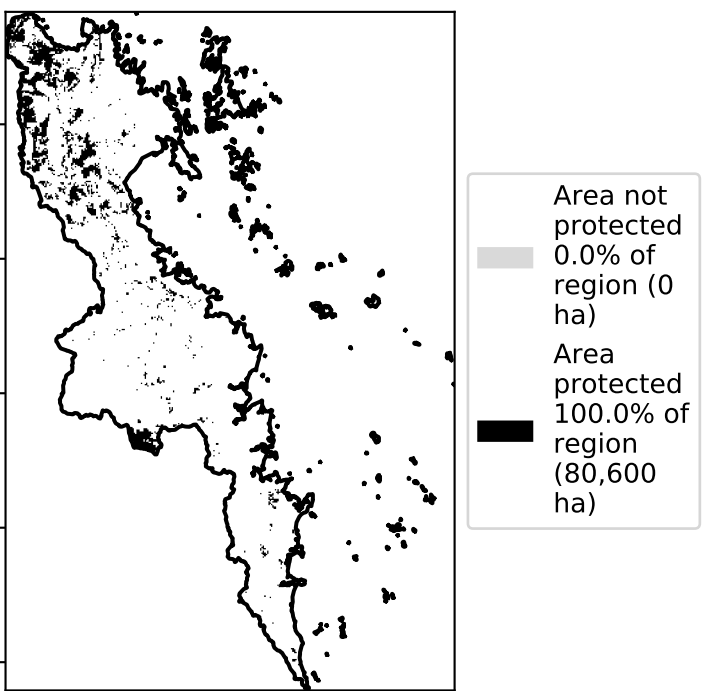 Area not
protected
0.0% of
region (0
ha)
Area
protected
100.0% of
region
(80,600
ha)